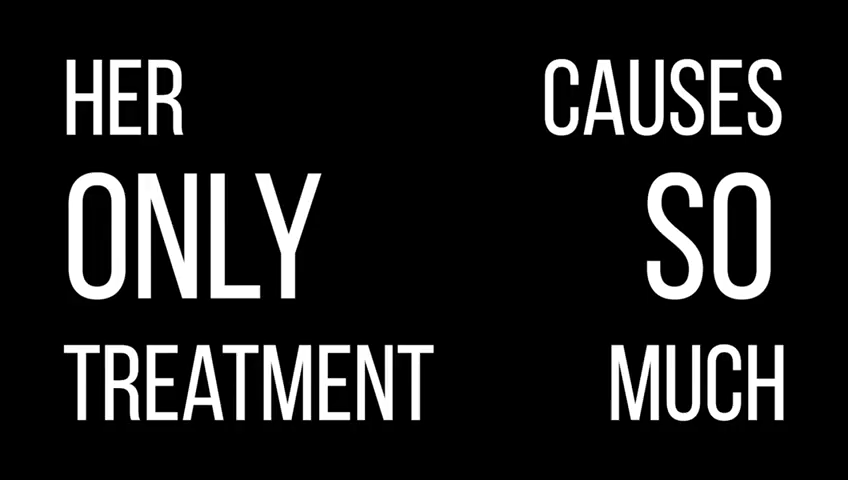 HER
ONLY
TREATMENT
CAUSES
SO
MUCH